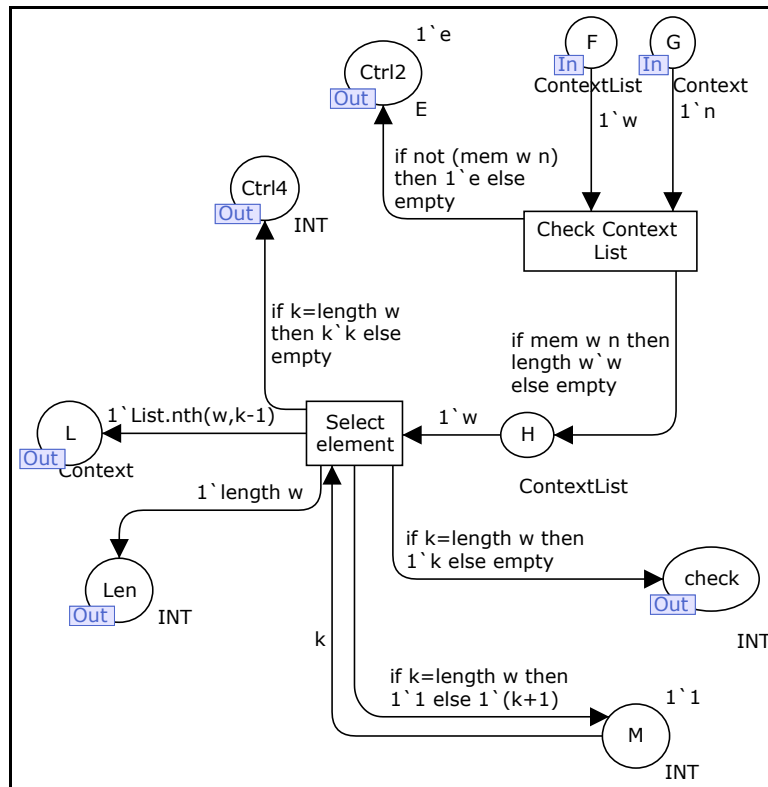 1`e
F
G
Ctrl2
In
In
Out
ContextList
Context
E
1`w
1`n
if not (mem w n)
then 1`e else
empty
Ctrl4
Out
INT
Check Context
List
if k=length w
then k`k else
empty
if mem w n then
length w`w
else empty
L
Out
Context
1`List.nth(w,k-1)
Select
element
1`w
H
ContextList
1`length w
Len
Out
INT
if k=length w then
1`k else empty
check
Out
INT
k
if k=length w then
1`1 else 1`(k+1)
1`1
M
INT